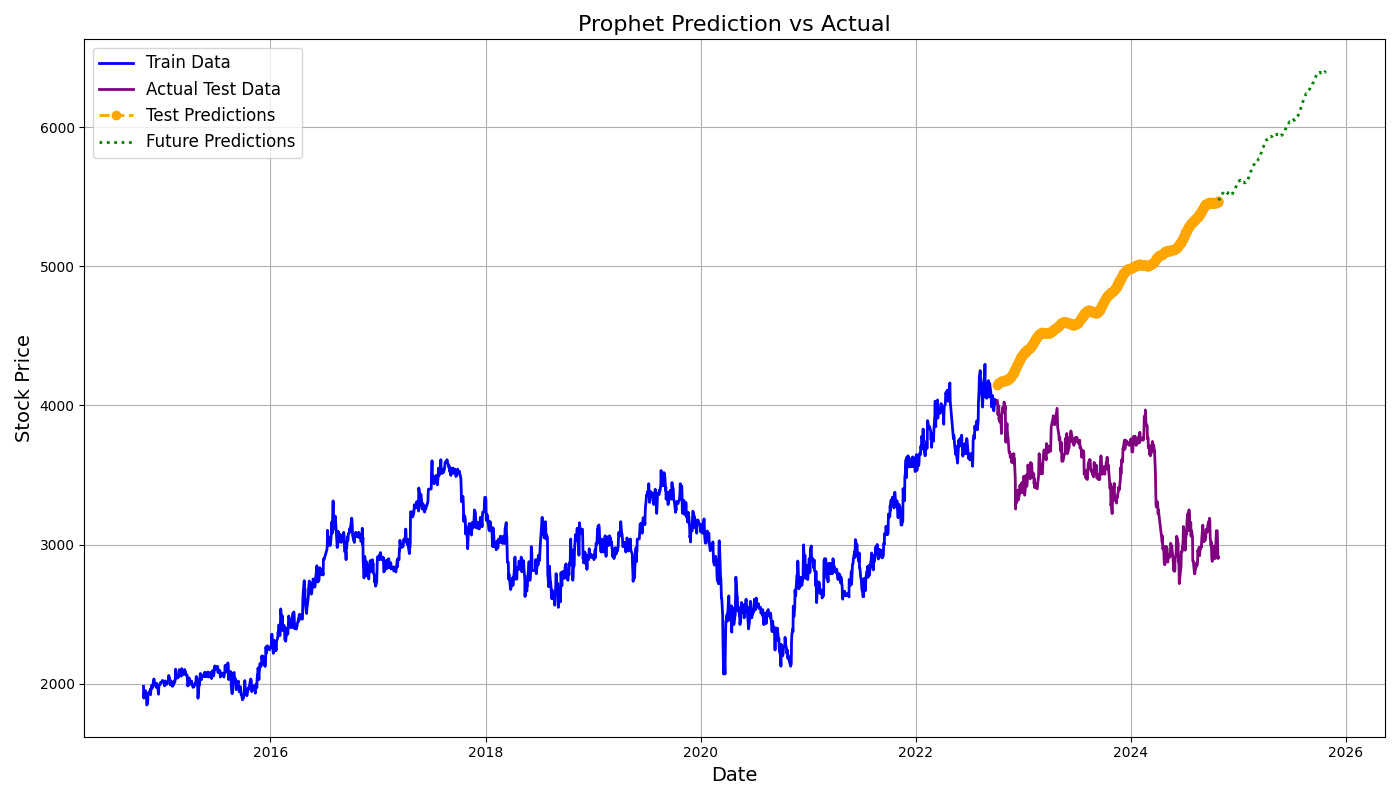 Prophet Prediction vs Actual
Train Data
Actual Test Data
Test Predictions
Future Predictions
Stock Price
6000
5000
4000
3000
2000
2016 2018 2020 2022 2024 2026
Date